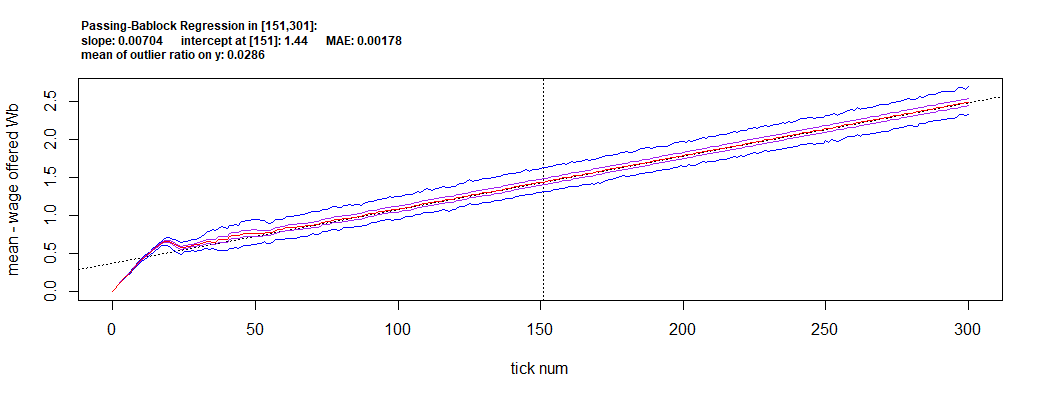 Passing-Bablock Regression in [151,301]:
slope: 0.00704 intercept at [151]: 1.44 MAE: 0.00178
mean of outlier ratio on y: 0.0286
mean - wage offered Wb
2.5
2.0
1.5
1.0
0.5
0.0
0 50 100 150 200 250 300
tick num